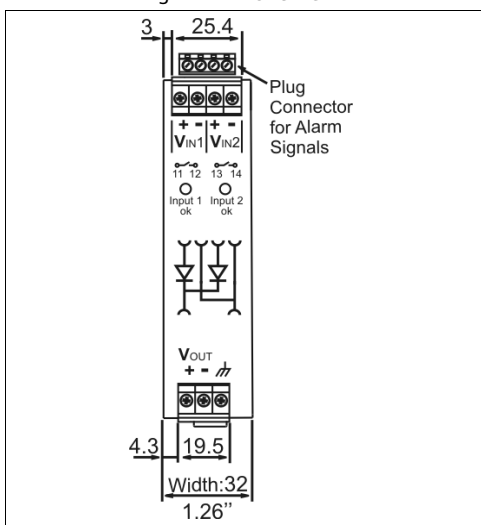 3 25.4
Plug
Connector
for Alarm
Signals
+ - + -
VIN1 VIN2
11 12 13 14
Input 1 Input 2
ok ok
VOUT
+ -
4.3 19.5
Width:32
1.26’’